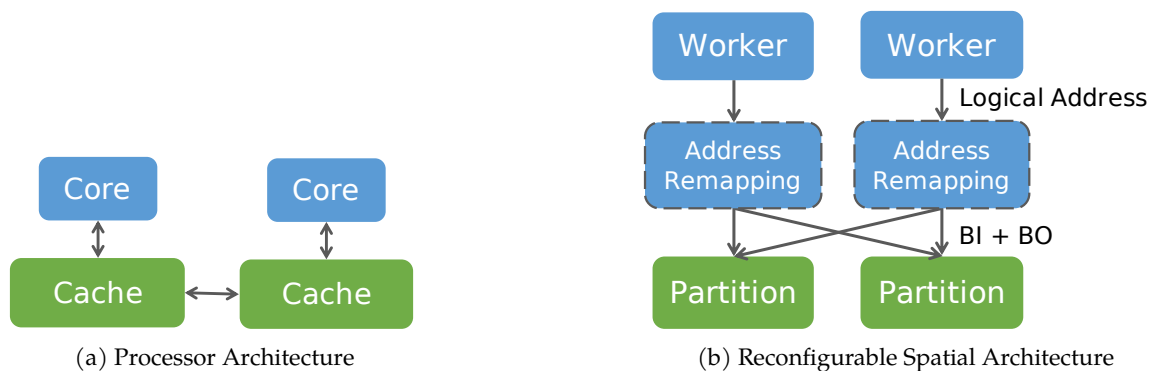 Core
Core
Cache
Cache
(a) Processor Architecture
Worker
Worker
Logical Address
Address
Remapping
Address
Remapping
BI + BO
Partition
Partition
(b) Reconfigurable Spatial Architecture